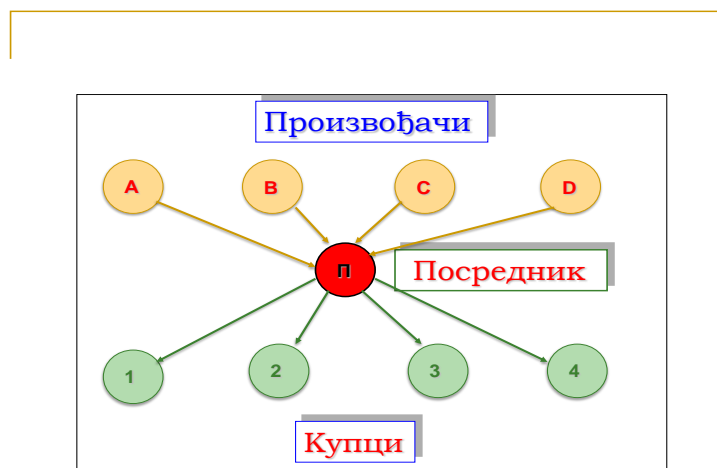 Произвођачи
A B C D
П
Посредник
1 2 3 4
Купци